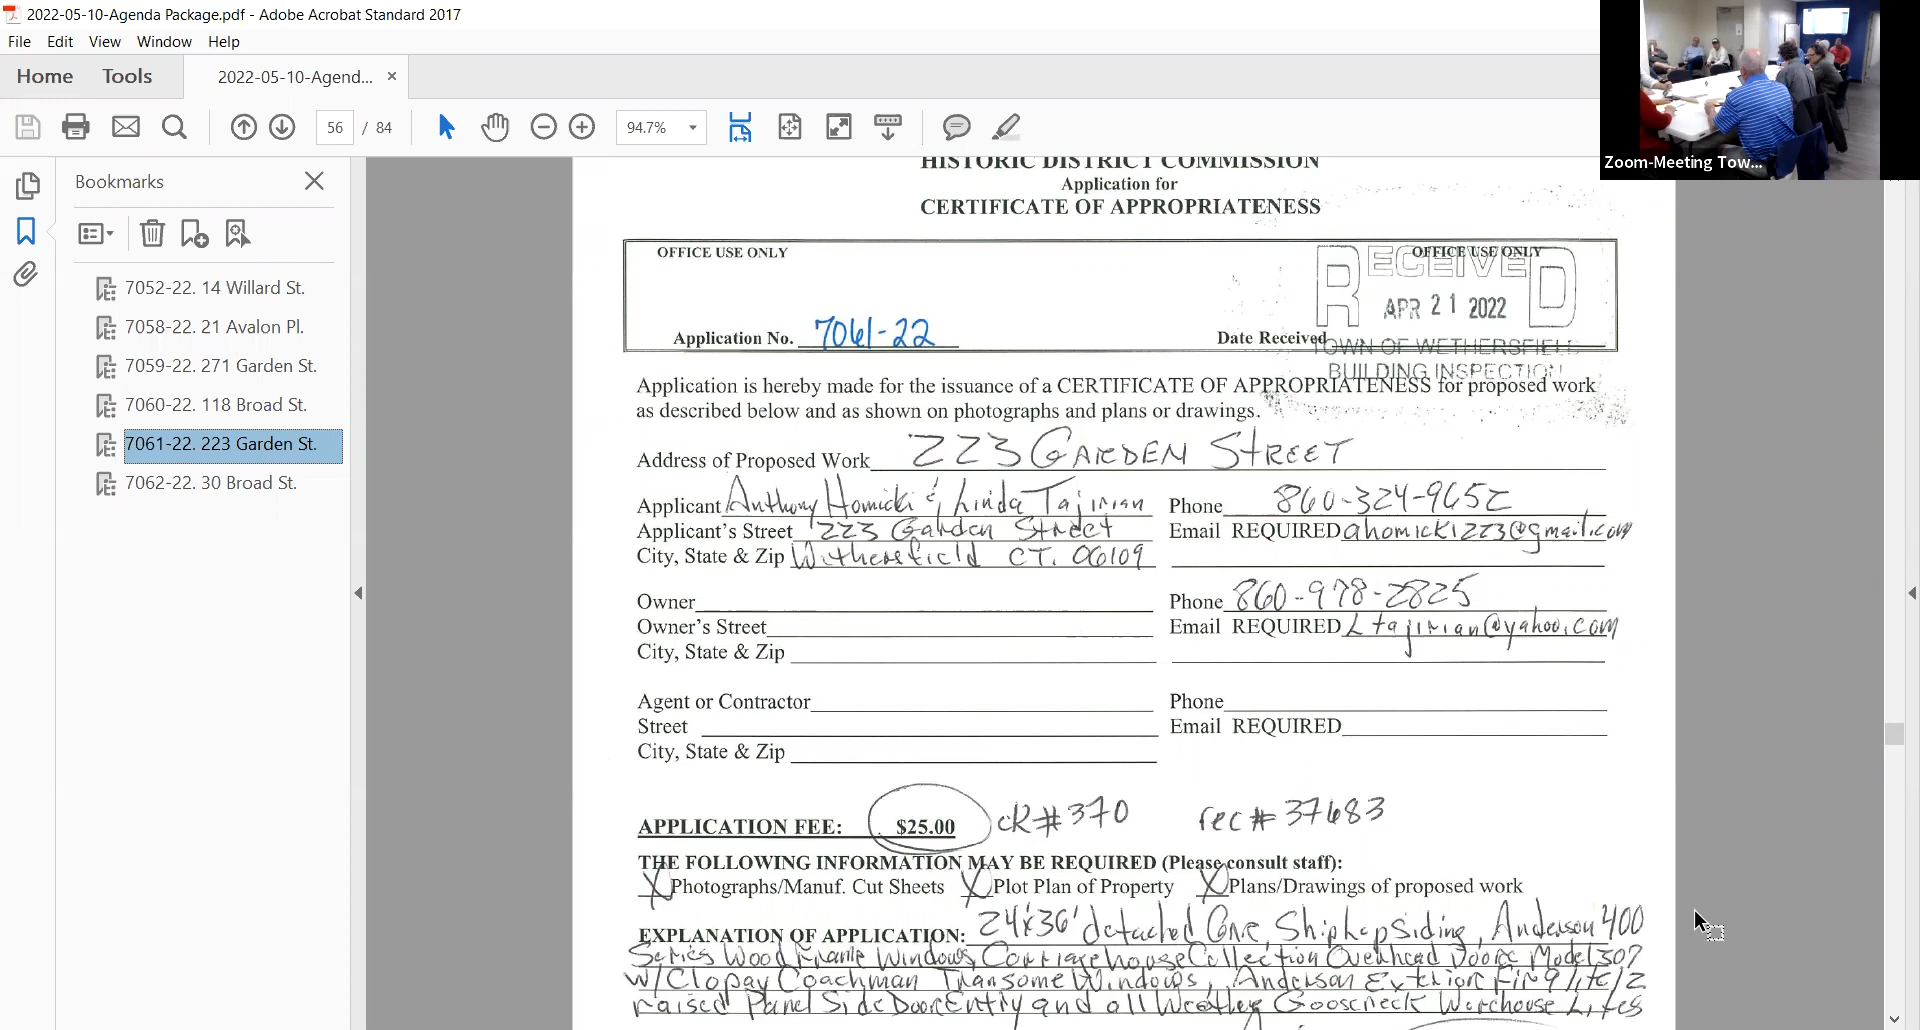 2022-05-10-Agenda Package.pdf - Adobe Acrobat Standard 2017
File Edit View Window Help
Home Tools 2022-05-10-Agend... ×
56 / 84 94.7%
Zoom-Meeting Tow...
Bookmarks
7052-22. 14 Willard St.
7058-22. 21 Avalon Pl.
7059-22. 271 Garden St.
7060-22. 118 Broad St.
7061-22. 223 Garden St.
7062-22. 30 Broad St.
HISTORIC DISTRICT COMMISSION
Application for
CERTIFICATE OF APPROPRIATENESS
OFFICE USE ONLY OFFICE USE ONLY
RECEIVED
APR 21 2022
Application No. 7061-22 Date Received
TOWN OF WETHERSFIELD
BUILDING INSPECTION
Application is hereby made for the issuance of a CERTIFICATE OF APPROPRIATENESS for proposed work
as described below and as shown on photographs and plans or drawings.
Address of Proposed Work 223 GARDEN STREET
Applicant Anthony Homicki & Linda Tajirian Phone 860-324-9652
Applicant's Street 223 Garden Street Email REQUIRED ahomicki223@gmail.com
City, State & Zip Wethersfield CT. 06109
Owner Phone 860-978-2825
Owner's Street Email REQUIRED Ltajirian@yahoo.com
City, State & Zip
Agent or Contractor Phone
Street Email REQUIRED
City, State & Zip
APPLICATION FEE: $25.00 ck# 370 rec# 37683
THE FOLLOWING INFORMATION MAY BE REQUIRED (Please consult staff):
X Photographs/Manuf. Cut Sheets X Plot Plan of Property X Plans/Drawings of proposed work
EXPLANATION OF APPLICATION: 24'x36' detached Shiplap Siding, Anderson 400
Series Wood Frame Windows, Carriage house Collection Overhead Doors Model 307
w/Clopay Coachman Transome Windows, Anderson Extrior
raised Panel Side Door Entry and all Weather Gooseneck Warehouse Lites